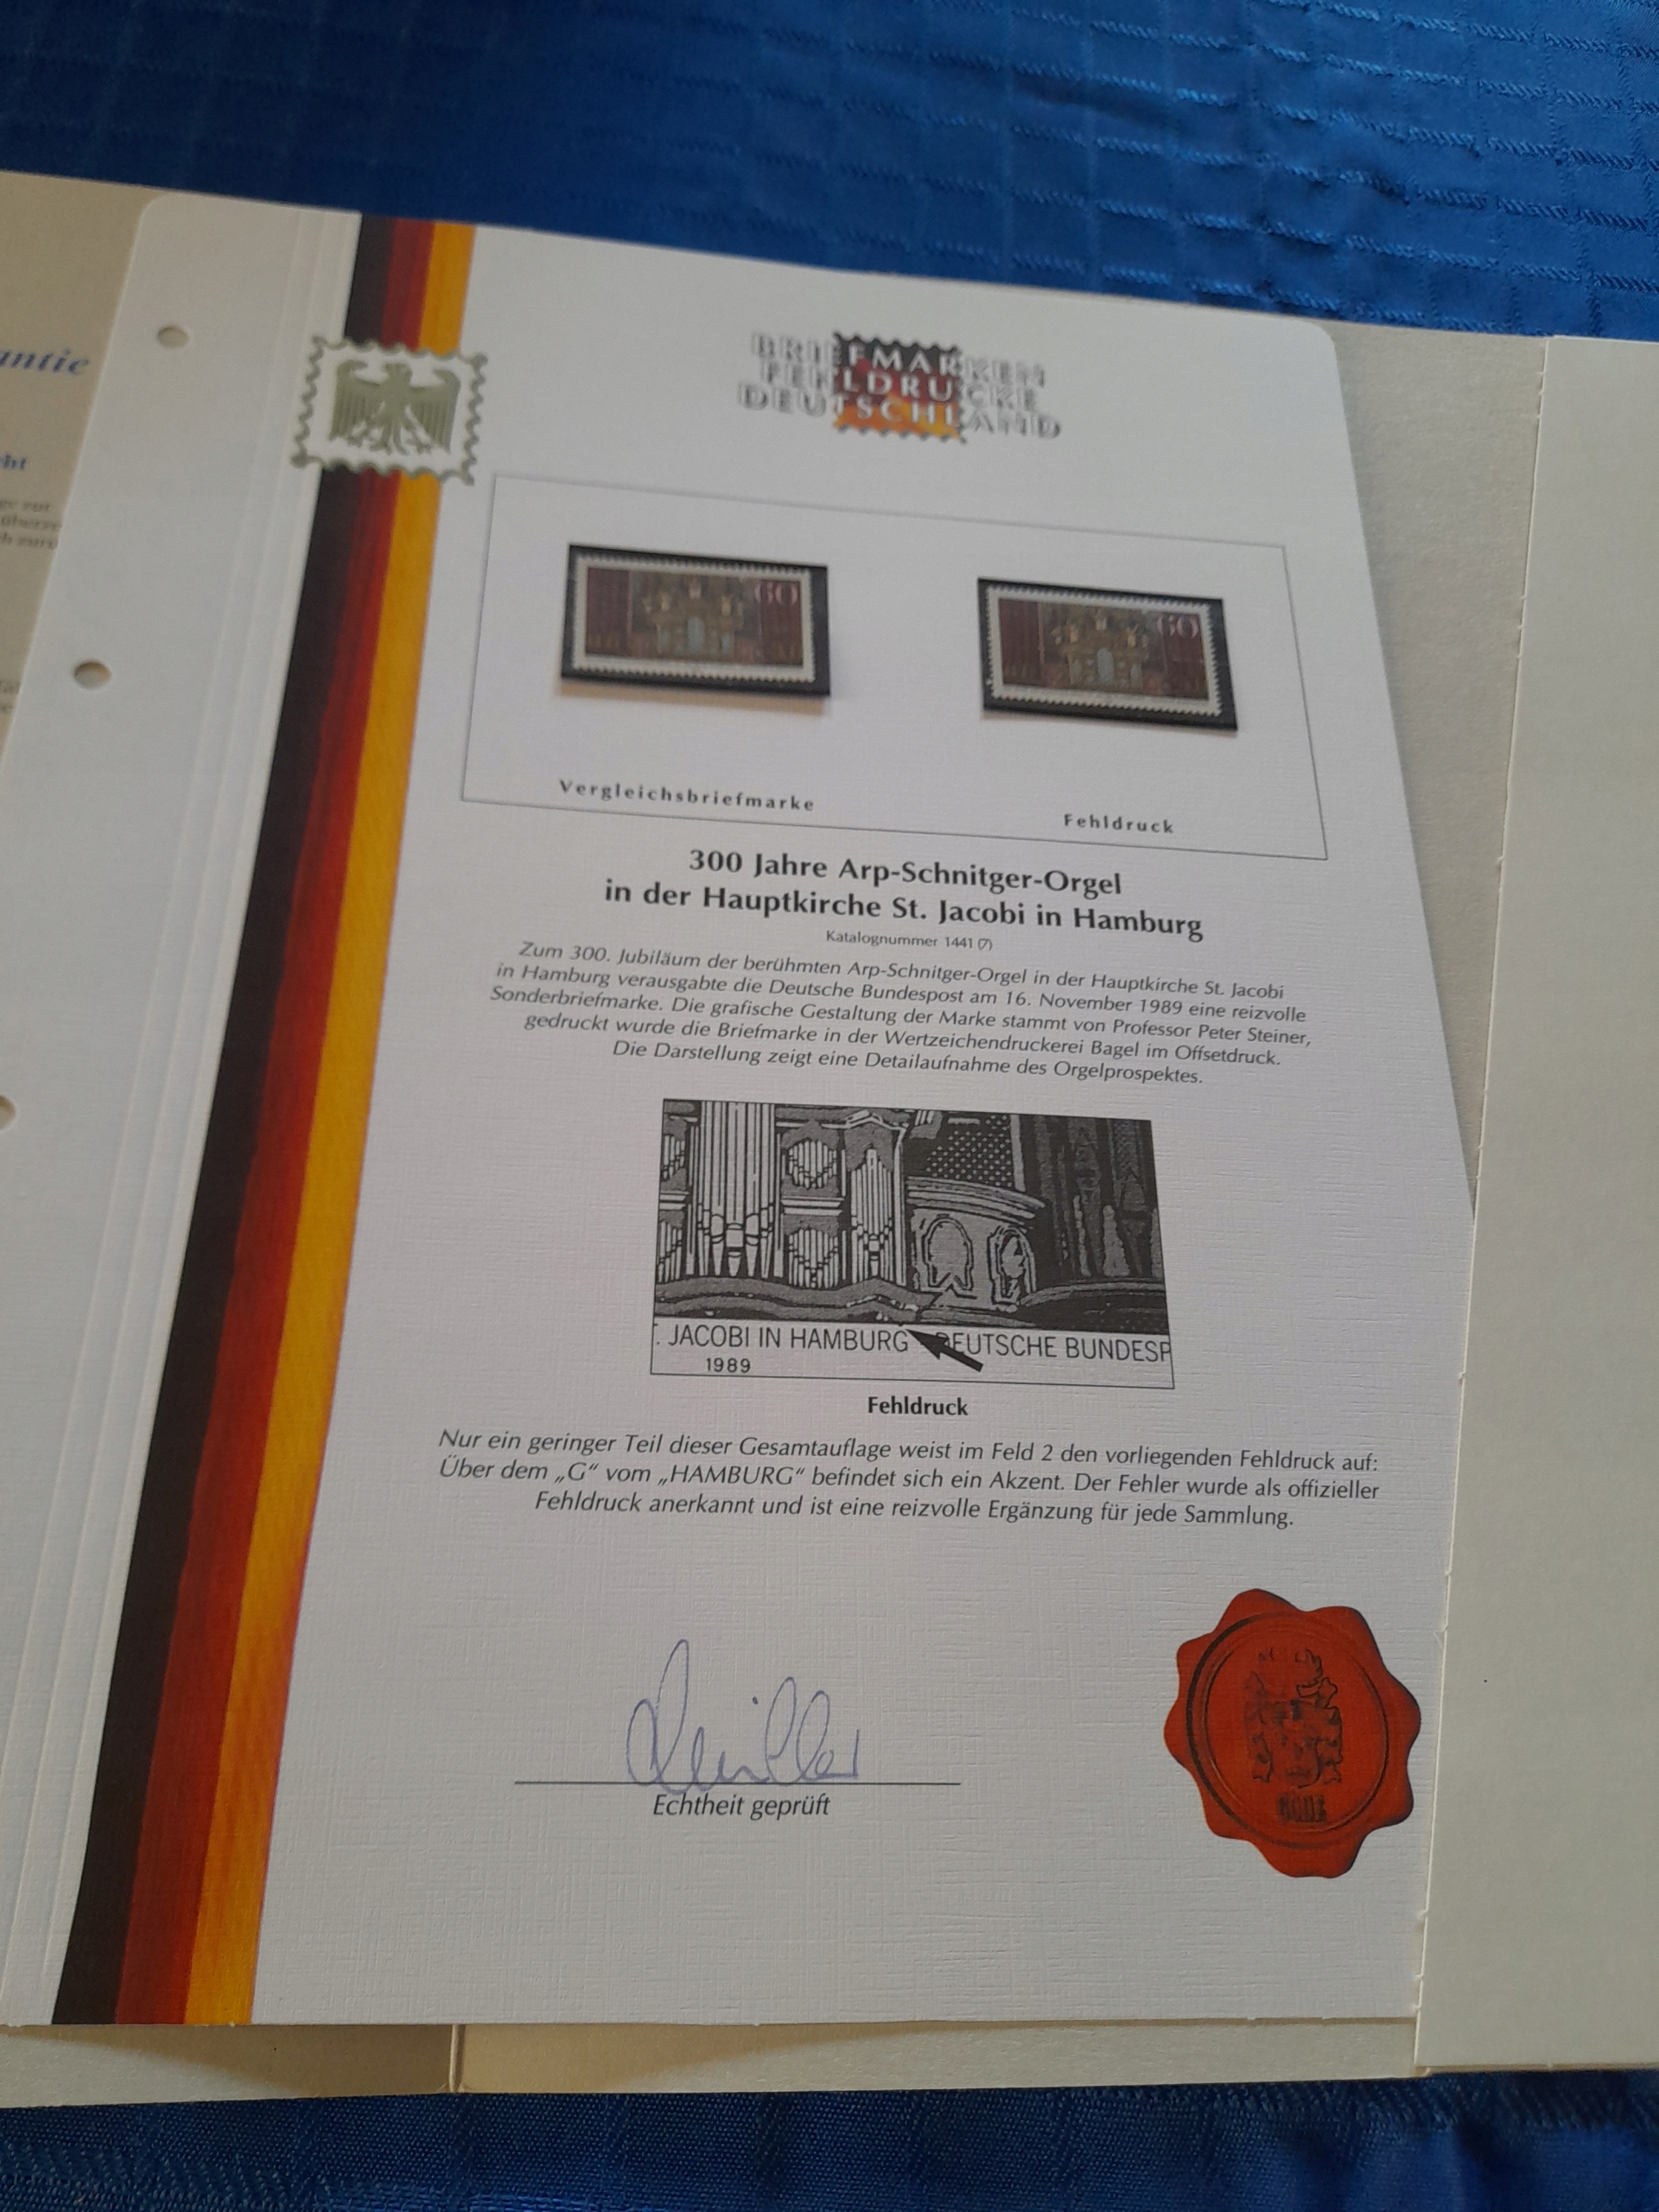 antie
BRIEFMARKEN
FEHLDRUCKE
DEUTSCHLAND
60
60
Vergleichsbriefmarke
Fehldruck
300 Jahre Arp-Schnitger-Orgel
in der Hauptkirche St. Jacobi in Hamburg
Katalognummer 1441 (7)
Zum 300. Jubiläum der berühmten Arp-Schnitger-Orgel in der Hauptkirche St. Jacobi
in Hamburg verausgabte die Deutsche Bundespost am 16. November 1989 eine reizvolle
Sonderbriefmarke. Die grafische Gestaltung der Marke stammt von Professor Peter Steiner,
gedruckt wurde die Briefmarke in der Wertzeichendruckerei Bagel im Offsetdruck.
Die Darstellung zeigt eine Detailaufnahme des Orgelprospektes.
. JACOBI IN HAMBURG - DEUTSCHE BUNDESP
1989
Fehldruck
Nur ein geringer Teil dieser Gesamtauflage weist im Feld 2 den vorliegenden Fehldruck auf:
Über dem „G“ vom „HAMBURG“ befindet sich ein Akzent. Der Fehler wurde als offizieller
Fehldruck anerkannt und ist eine reizvolle Ergänzung für jede Sammlung.
Echtheit geprüft